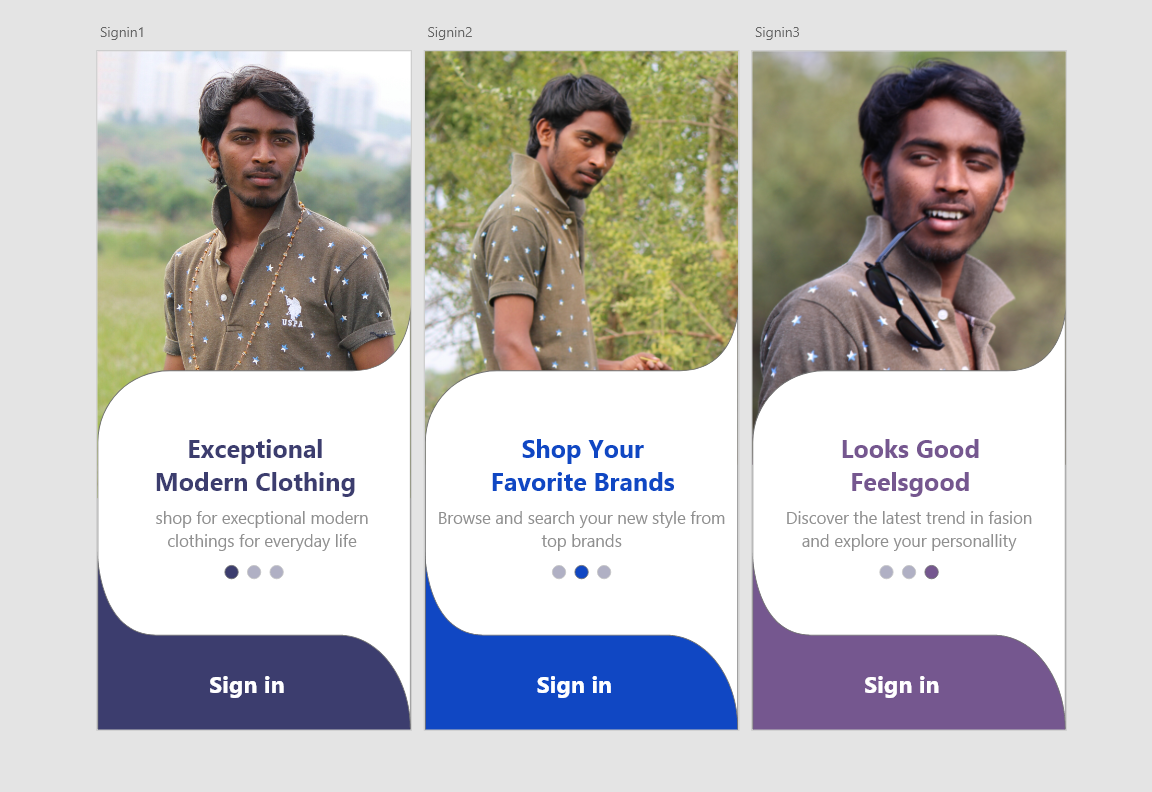 Signin1
USPA
Exceptional
Modern Clothing
shop for execptional modern
clothings for everyday life
Sign in
Signin2
Shop Your
Favorite Brands
Browse and search your new style from
top brands
Sign in
Signin3
Looks Good
Feelsgood
Discover the latest trend in fasion
and explore your personallity
Sign in